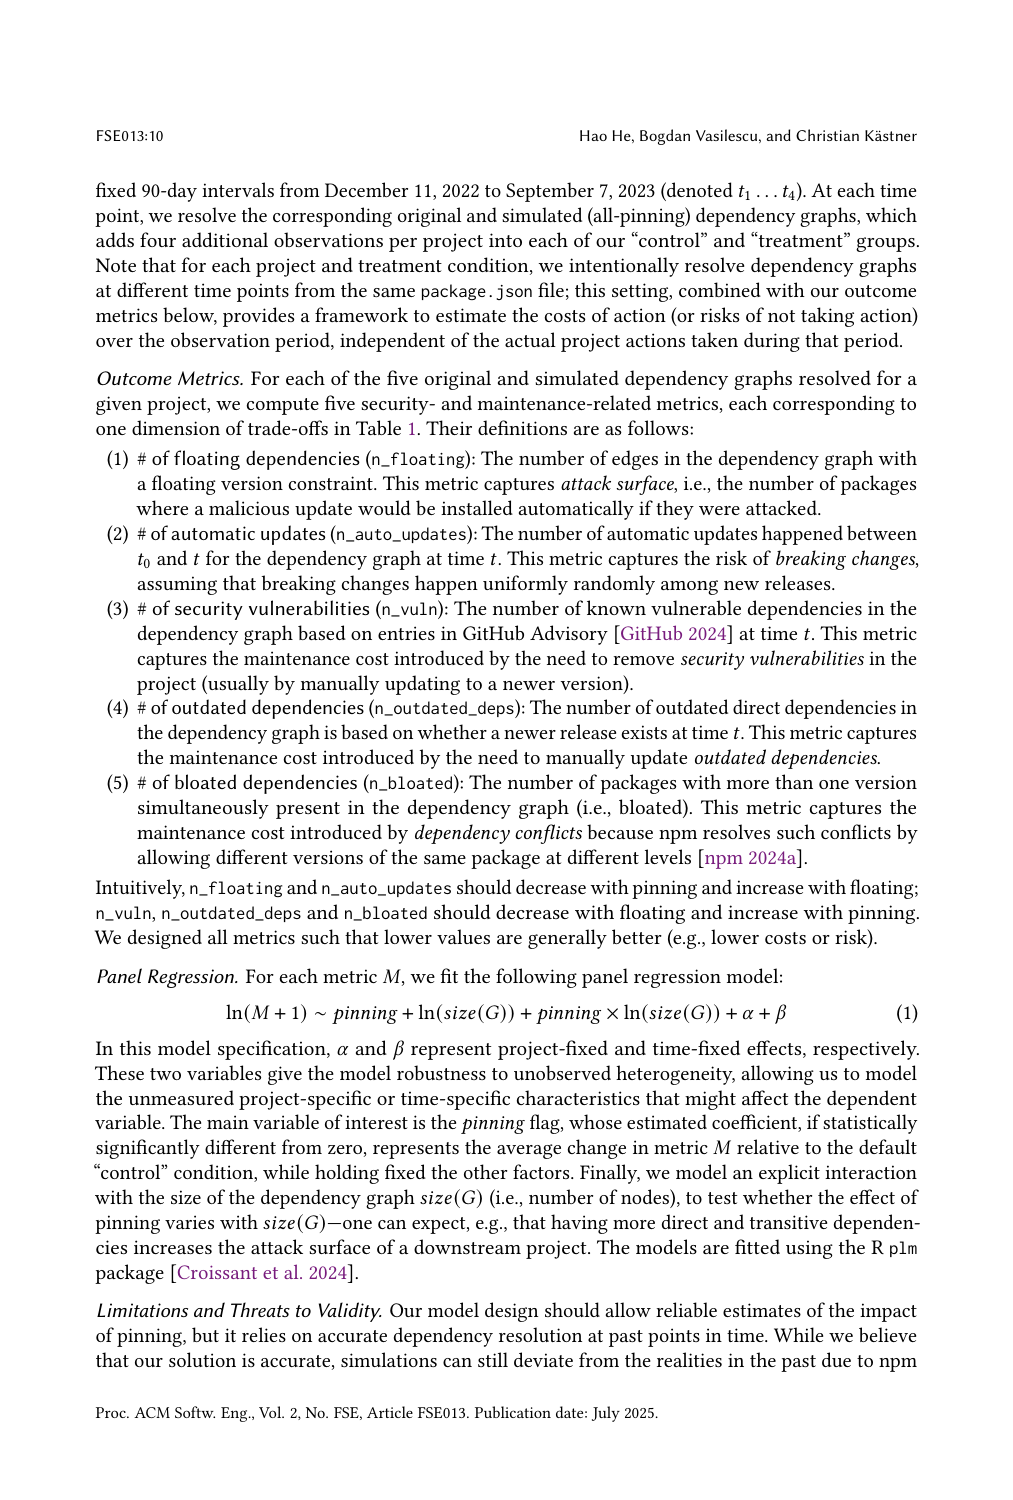 FSE013:10
Hao He, Bogdan Vasilescu, and Christian Kästner
fixed 90-day intervals from December 11, 2022 to September 7, 2023 (denoted t₁ . . . t₄). At each time
point, we resolve the corresponding original and simulated (all-pinning) dependency graphs, which
adds four additional observations per project into each of our “control” and “treatment” groups.
Note that for each project and treatment condition, we intentionally resolve dependency graphs
at different time points from the same package.json file; this setting, combined with our outcome
metrics below, provides a framework to estimate the costs of action (or risks of not taking action)
over the observation period, independent of the actual project actions taken during that period.
Outcome Metrics. For each of the five original and simulated dependency graphs resolved for a
given project, we compute five security- and maintenance-related metrics, each corresponding to
one dimension of trade-offs in Table 1. Their definitions are as follows:
(1) # of floating dependencies (n_floating): The number of edges in the dependency graph with
a floating version constraint. This metric captures attack surface, i.e., the number of packages
where a malicious update would be installed automatically if they were attacked.
(2) # of automatic updates (n_auto_updates): The number of automatic updates happened between
t₀ and t for the dependency graph at time t. This metric captures the risk of breaking changes,
assuming that breaking changes happen uniformly randomly among new releases.
(3) # of security vulnerabilities (n_vuln): The number of known vulnerable dependencies in the
dependency graph based on entries in GitHub Advisory [GitHub 2024] at time t. This metric
captures the maintenance cost introduced by the need to remove security vulnerabilities in the
project (usually by manually updating to a newer version).
(4) # of outdated dependencies (n_outdated_deps): The number of outdated direct dependencies in
the dependency graph is based on whether a newer release exists at time t. This metric captures
the maintenance cost introduced by the need to manually update outdated dependencies.
(5) # of bloated dependencies (n_bloated): The number of packages with more than one version
simultaneously present in the dependency graph (i.e., bloated). This metric captures the
maintenance cost introduced by dependency conflicts because npm resolves such conflicts by
allowing different versions of the same package at different levels [npm 2024a].
Intuitively, n_floating and n_auto_updates should decrease with pinning and increase with floating;
n_vuln, n_outdated_deps and n_bloated should decrease with floating and increase with pinning.
We designed all metrics such that lower values are generally better (e.g., lower costs or risk).
Panel Regression. For each metric M, we fit the following panel regression model:
ln(M + 1) ∼ pinning + ln(size(G)) + pinning × ln(size(G)) + α + β (1)
In this model specification, α and β represent project-fixed and time-fixed effects, respectively.
These two variables give the model robustness to unobserved heterogeneity, allowing us to model
the unmeasured project-specific or time-specific characteristics that might affect the dependent
variable. The main variable of interest is the pinning flag, whose estimated coefficient, if statistically
significantly different from zero, represents the average change in metric M relative to the default
“control” condition, while holding fixed the other factors. Finally, we model an explicit interaction
with the size of the dependency graph size(G) (i.e., number of nodes), to test whether the effect of
pinning varies with size(G)—one can expect, e.g., that having more direct and transitive dependen-
cies increases the attack surface of a downstream project. The models are fitted using the R plm
package [Croissant et al. 2024].
Limitations and Threats to Validity. Our model design should allow reliable estimates of the impact
of pinning, but it relies on accurate dependency resolution at past points in time. While we believe
that our solution is accurate, simulations can still deviate from the realities in the past due to npm
Proc. ACM Softw. Eng., Vol. 2, No. FSE, Article FSE013. Publication date: July 2025.